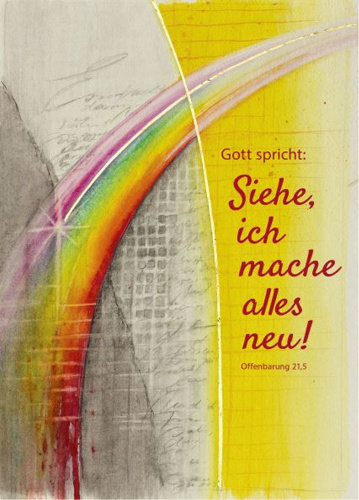 Gott spricht:
Siehe,
ich
mache
alles
neu!
Offenbarung 21,5